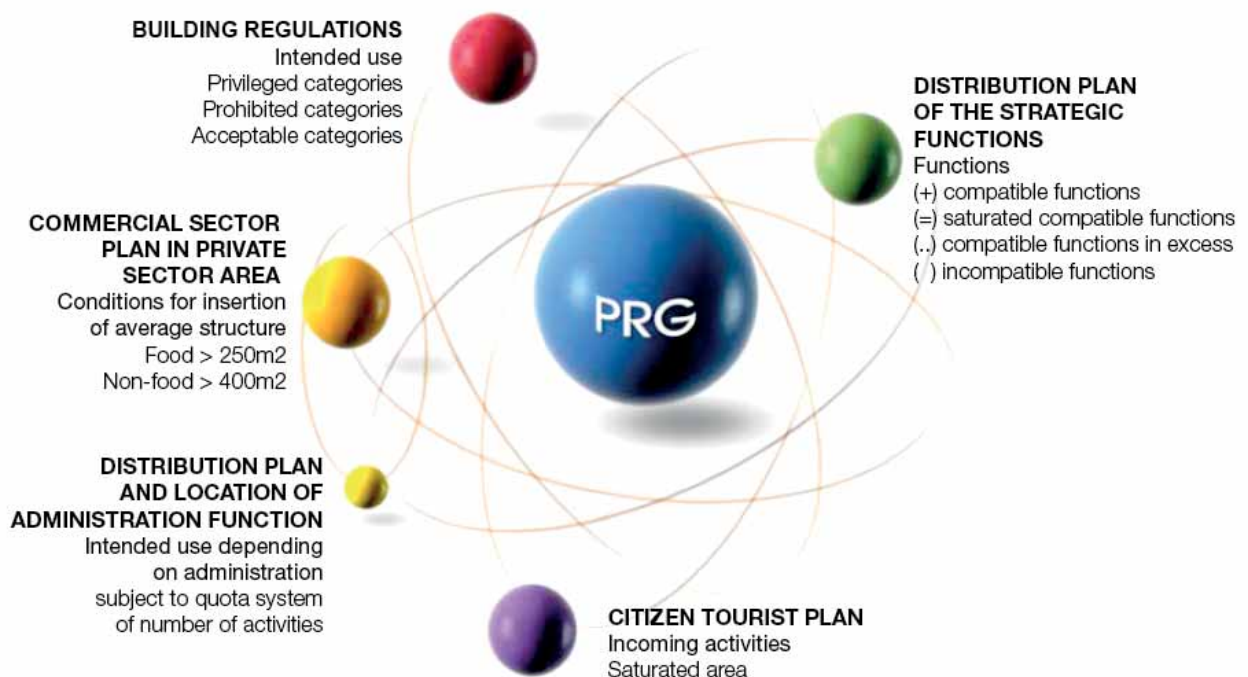 BUILDING REGULATIONS
Intended use
Privileged categories
Prohibited categories
Acceptable categories
DISTRIBUTION PLAN
OF THE STRATEGIC
FUNCTIONS
Functions
(+) compatible functions
(=) saturated compatible functions
(..) compatible functions in excess
( ) incompatible functions
COMMERCIAL SECTOR
PLAN IN PRIVATE
SECTOR AREA
Conditions for insertion
of average structure
Food > 250m2
Non-food > 400m2
PRG
DISTRIBUTION PLAN
AND LOCATION OF
ADMINISTRATION FUNCTION
Intended use depending
on administration
subject to quota system
of number of activities
CITIZEN TOURIST PLAN
Incoming activities
Saturated area